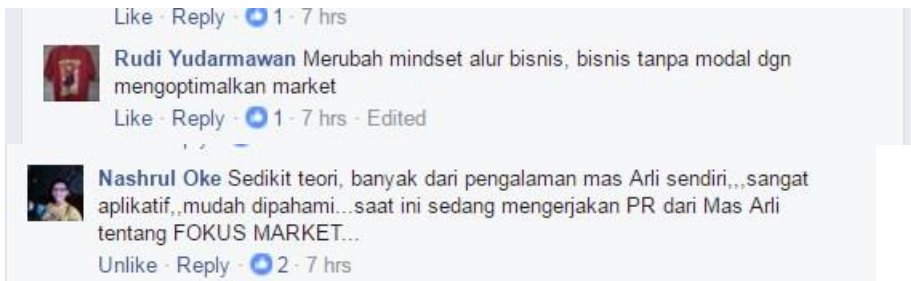 Like · Reply · 1 · 7 hrs
Rudi Yudarmawan Merubah mindset alur bisnis, bisnis tanpa modal dgn
mengoptimalkan market
Like · Reply · 1 · 7 hrs · Edited
Nashrul Oke Sedikit teori, banyak dari pengalaman mas Arli sendiri,,,sangat
aplikatif,,mudah dipahami...saat ini sedang mengerjakan PR dari Mas Arli
tentang FOKUS MARKET...
Unlike · Reply · 2 · 7 hrs